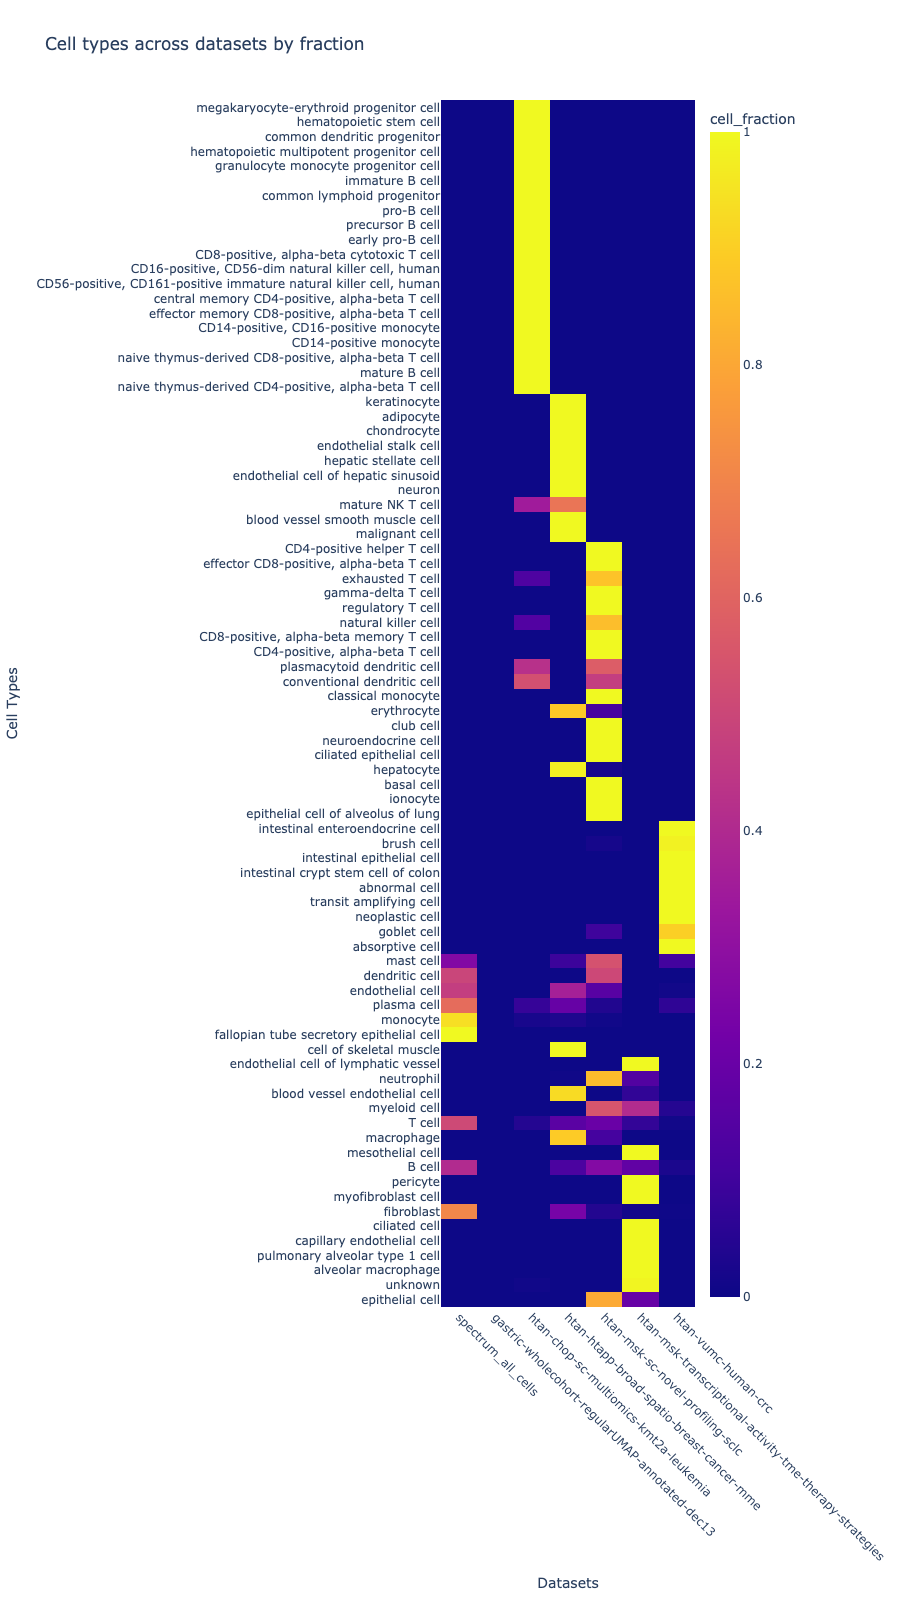 Cell types across datasets by fraction
cell_fraction
megakaryocyte-erythroid progenitor cell
hematopoietic stem cell
common dendritic progenitor
hematopoietic multipotent progenitor cell
granulocyte monocyte progenitor cell
immature B cell
common lymphoid progenitor
pro-B cell
precursor B cell
early pro-B cell
CD8-positive, alpha-beta cytotoxic T cell
CD16-positive, CD56-dim natural killer cell, human
CD56-positive, CD161-positive immature natural killer cell, human
central memory CD4-positive, alpha-beta T cell
effector memory CD8-positive, alpha-beta T cell
CD14-positive, CD16-positive monocyte
CD14-positive monocyte
naive thymus-derived CD8-positive, alpha-beta T cell
mature B cell
naive thymus-derived CD4-positive, alpha-beta T cell
keratinocyte
adipocyte
chondrocyte
endothelial stalk cell
hepatic stellate cell
endothelial cell of hepatic sinusoid
neuron
mature NK T cell
blood vessel smooth muscle cell
malignant cell
CD4-positive helper T cell
effector CD8-positive, alpha-beta T cell
exhausted T cell
gamma-delta T cell
regulatory T cell
natural killer cell
CD8-positive, alpha-beta memory T cell
CD4-positive, alpha-beta T cell
plasmacytoid dendritic cell
conventional dendritic cell
classical monocyte
erythrocyte
club cell
neuroendocrine cell
ciliated epithelial cell
hepatocyte
basal cell
ionocyte
epithelial cell of alveolus of lung
intestinal enteroendocrine cell
brush cell
intestinal epithelial cell
intestinal crypt stem cell of colon
abnormal cell
transit amplifying cell
neoplastic cell
goblet cell
absorptive cell
mast cell
dendritic cell
endothelial cell
plasma cell
monocyte
fallopian tube secretory epithelial cell
cell of skeletal muscle
endothelial cell of lymphatic vessel
neutrophil
blood vessel endothelial cell
myeloid cell
T cell
macrophage
mesothelial cell
B cell
pericyte
myofibroblast cell
fibroblast
ciliated cell
capillary endothelial cell
pulmonary alveolar type 1 cell
alveolar macrophage
unknown
epithelial cell
Cell Types
1
0.8
0.6
0.4
0.2
0
spectrum_all_cells
gastric-wholecohort-regularUMAP-annotated-dec13
htan-chop-sc-multiomics-kmt2a-leukemia
htan-htapp-broad-spatio-breast-cancer-mme
htan-msk-sc-novel-profiling-sclc
htan-msk-transcriptional-activity-tme-therapy-strategies
htan-vumc-human-crc
Datasets